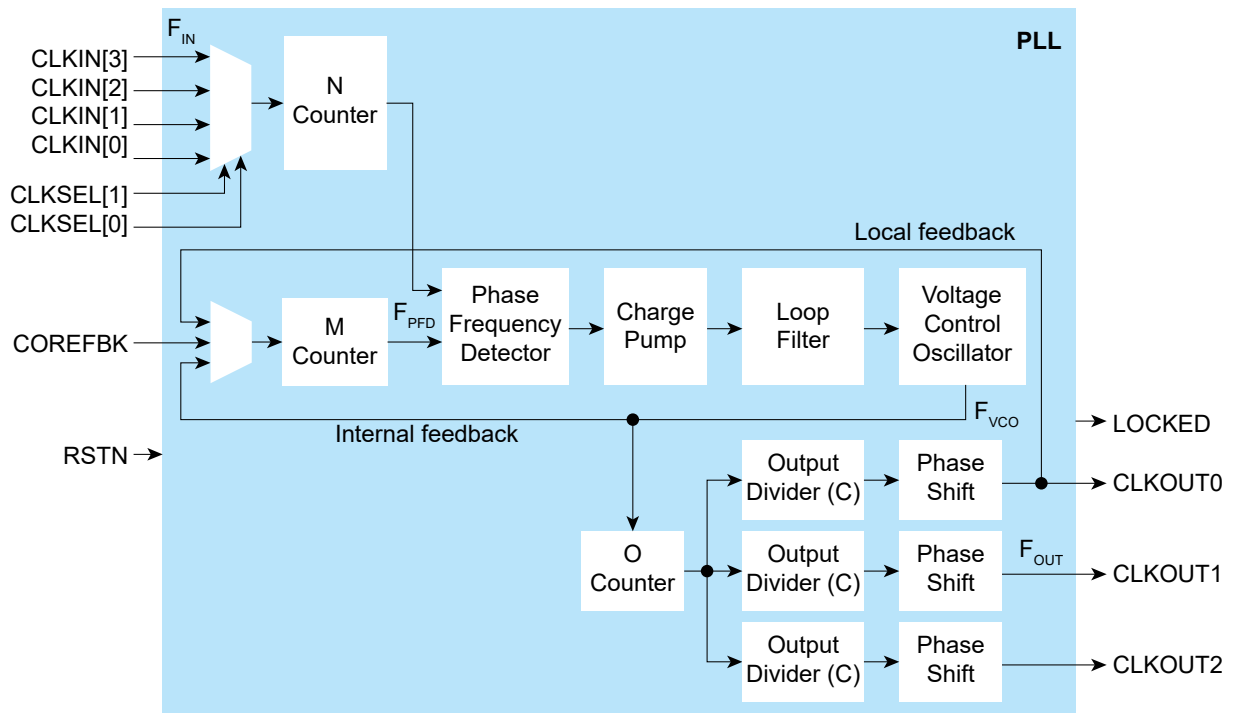 PLL
F_IN
CLKIN[3]
CLKIN[2]
CLKIN[1]
CLKIN[0]
CLKSEL[1]
CLKSEL[0]
N
Counter
Local feedback
COREFBK
M
Counter
F_PFD
Phase
Frequency
Detector
Charge
Pump
Loop
Filter
Voltage
Control
Oscillator
F_VCO
Internal feedback
RSTN
LOCKED
Output
Divider (C)
Phase
Shift
CLKOUT0
O
Counter
Output
Divider (C)
Phase
Shift
F_OUT
CLKOUT1
Output
Divider (C)
Phase
Shift
CLKOUT2